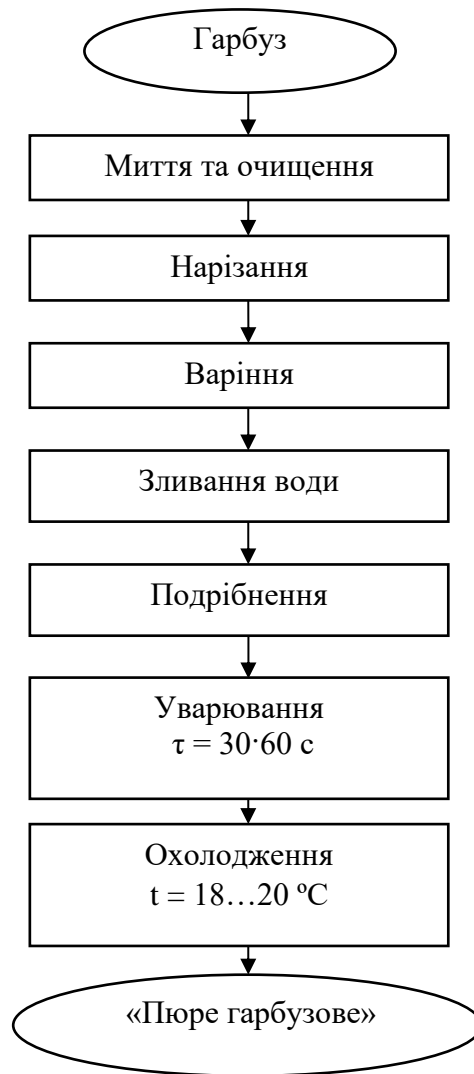 Гарбуз
Миття та очищення
Нарізання
Варіння
Зливання води
Подрібнення
Уварювання
τ = 30·60 с
Охолодження
t = 18…20 ºС
«Пюре гарбузове»